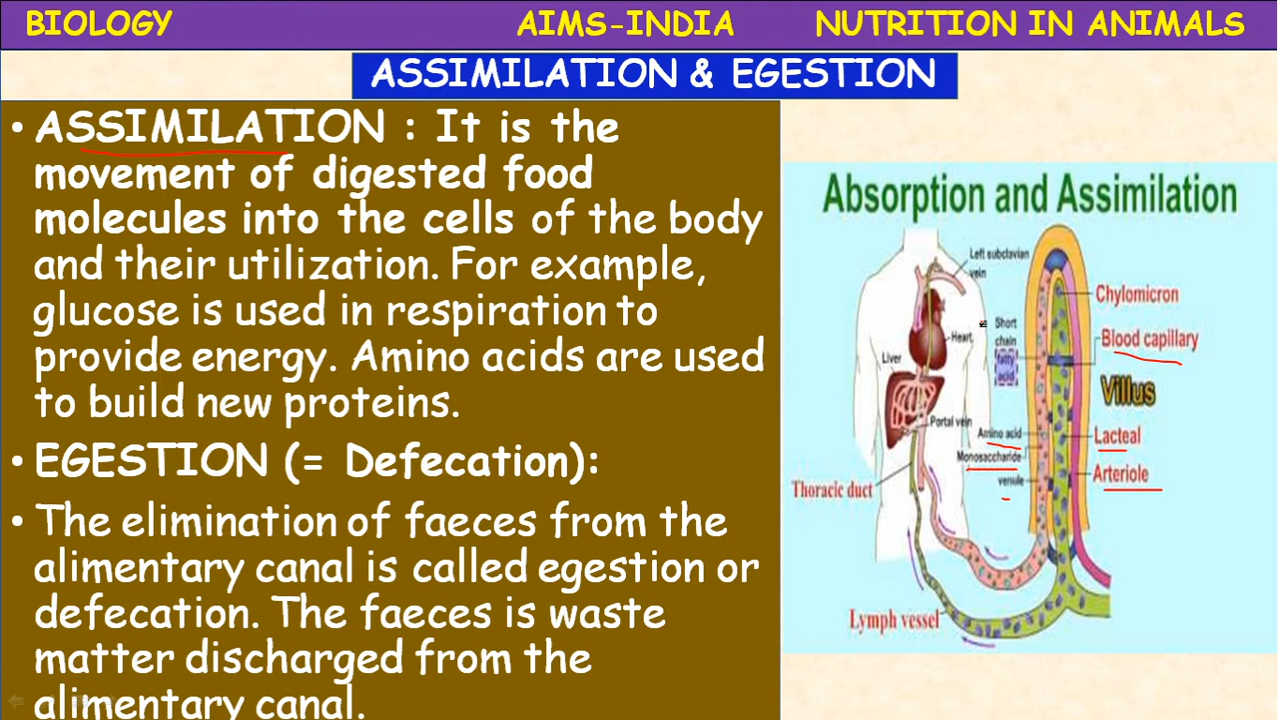 BIOLOGY AIMS-INDIA NUTRITION IN ANIMALS
ASSIMILATION & EGESTION
• ASSIMILATION : It is the
movement of digested food
molecules into the cells of the body
and their utilization. For example,
glucose is used in respiration to
provide energy. Amino acids are used
to build new proteins.
• EGESTION (= Defecation):
• The elimination of faeces from the
alimentary canal is called egestion or
defecation. The faeces is waste
matter discharged from the
alimentary canal.
Absorption and Assimilation
Left subclavian
vein
Heart
Liver
Portal vein
Thoracic duct
Lymph vessel
Short
chain
fatty
acid
Amino acid
Monosaccharide
venule
Chylomicron
Blood capillary
Villus
Lacteal
Arteriole